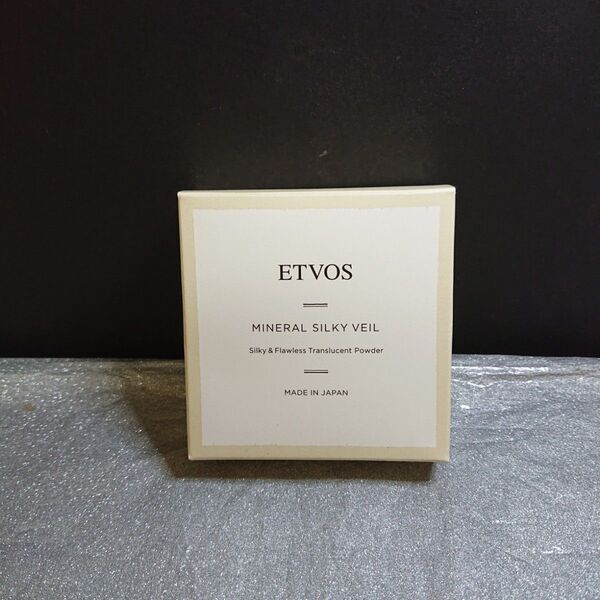 ETVOS
MINERAL SILKY VEIL
Silky & Flawless Translucent Powder
MADE IN JAPAN